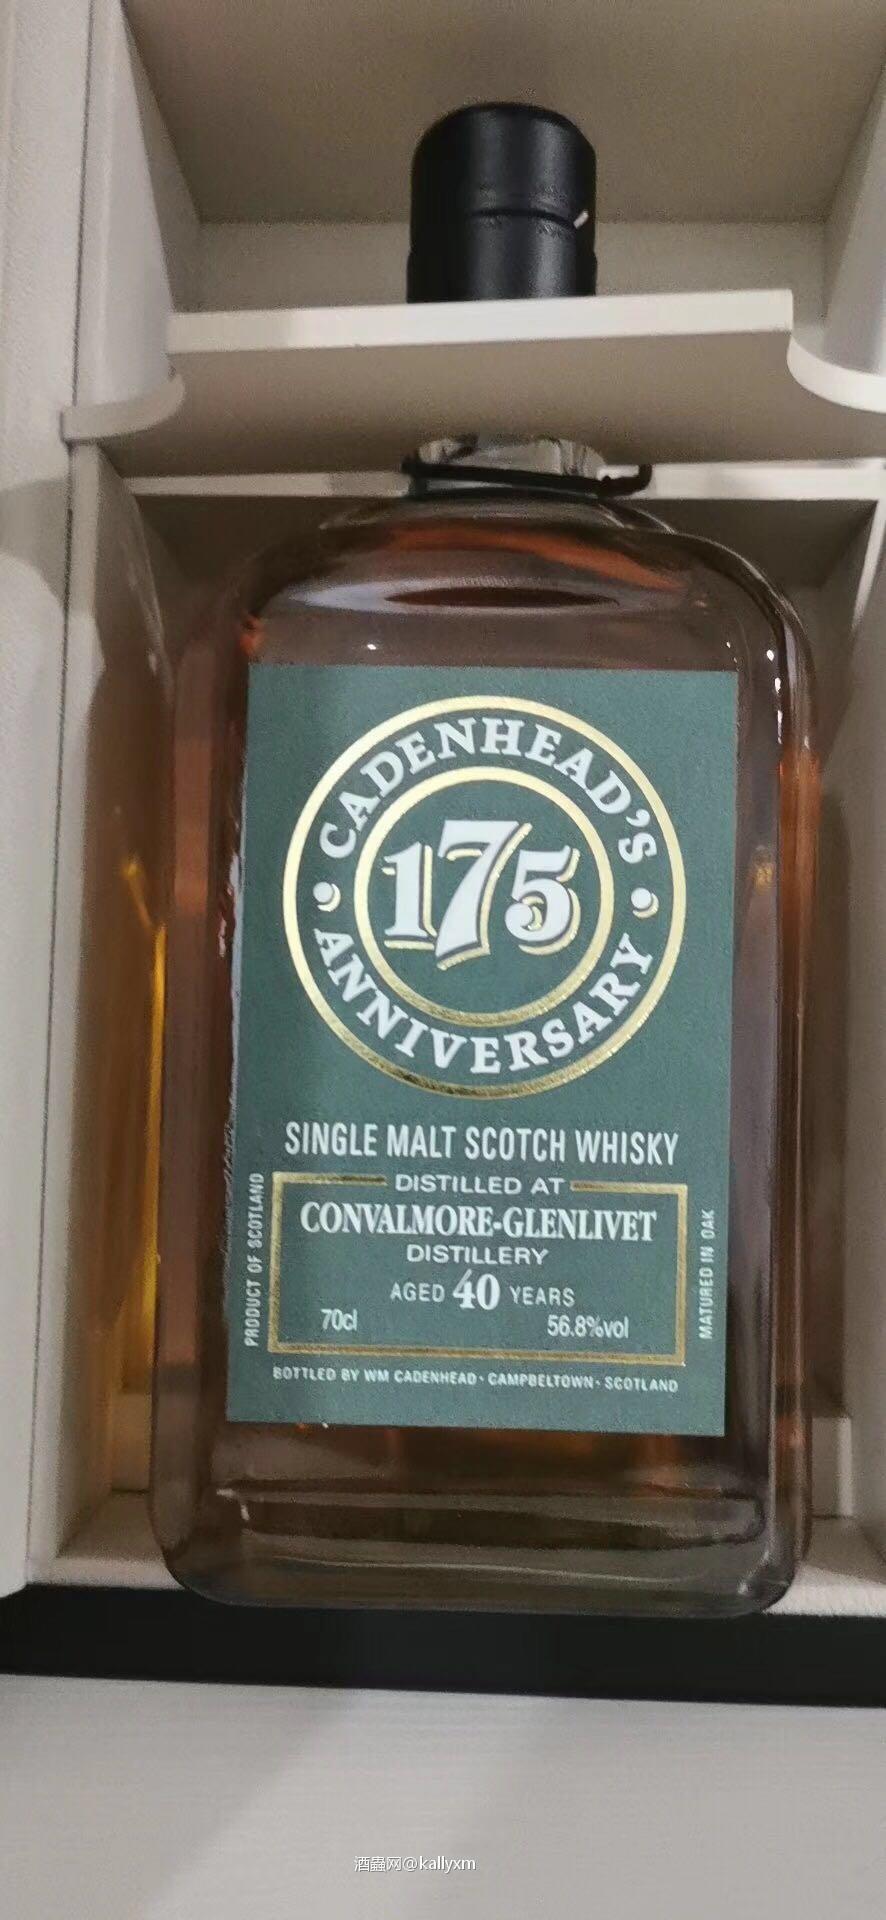 CADENHEAD'S
175
ANNIVERSARY
SINGLE MALT SCOTCH WHISKY
DISTILLED AT
CONVALMORE-GLENLIVET
DISTILLERY
AGED 40 YEARS
70cl 56.8%vol
PRODUCT OF SCOTLAND
MATURED IN OAK
BOTTLED BY WM CADENHEAD · CAMPBELTOWN · SCOTLAND
酒蟲网@kallyxm